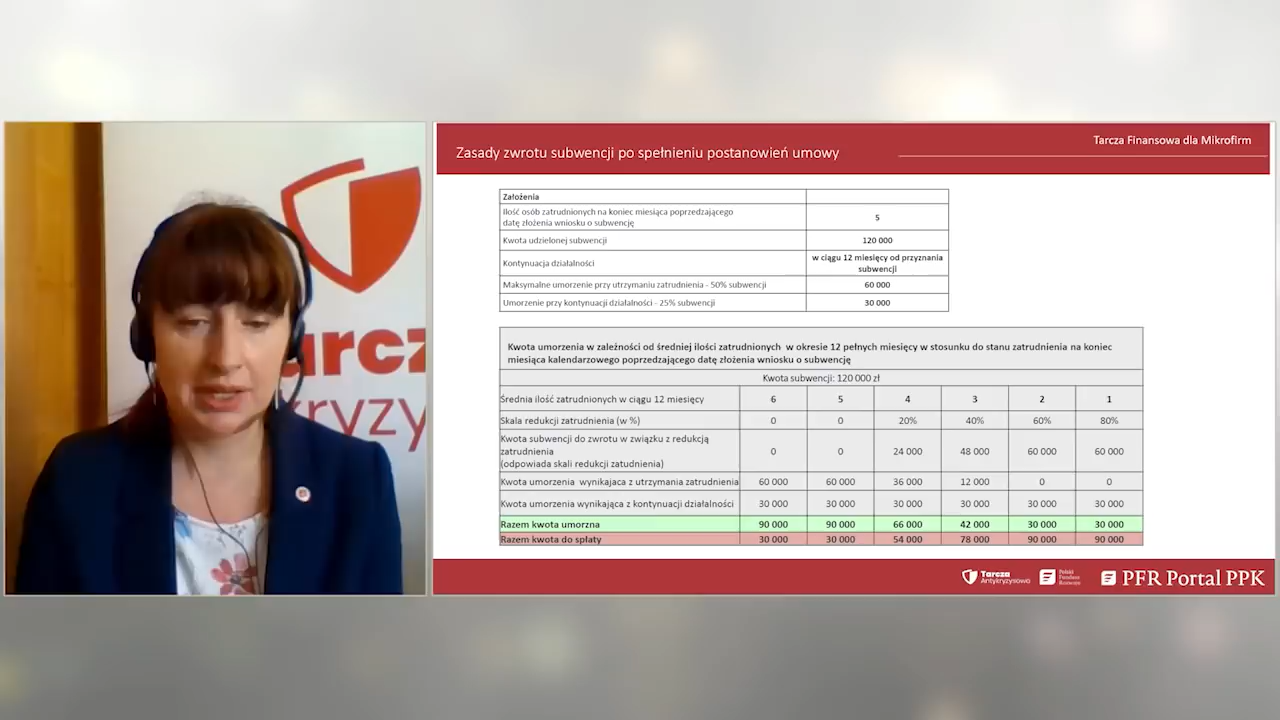 arcz
kryzy
Zasady zwrotu subwencji po spełnieniu postanowień umowy
Tarcza Finansowa dla Mikrofirm
Założenia
Ilość osób zatrudnionych na koniec miesiąca poprzedzającego
datę złożenia wniosku o subwencję
5
Kwota udzielonej subwencji
120 000
Kontynuacja działalności
w ciągu 12 miesięcy od przyznania
subwencji
Maksymalne umorzenie przy utrzymaniu zatrudnienia - 50% subwencji
60 000
Umorzenie przy kontynuacji działalności - 25% subwencji
30 000
Kwota umorzenia w zależności od średniej ilości zatrudnionych w okresie 12 pełnych miesięcy w stosunku do stanu zatrudnienia na koniec
miesiąca kalendarzowego poprzedzającego datę złożenia wniosku o subwencję
Kwota subwencji: 120 000 zł
Średnia ilość zatrudnionych w ciągu 12 miesięcy 6 5 4 3 2 1
Skala redukcji zatrudnienia (w %) 0 0 20% 40% 60% 80%
Kwota subwencji do zwrotu w związku z redukcją
zatrudnienia
(odpowiada skali redukcji zatudnienia)
0 0 24 000 48 000 60 000 60 000
Kwota umorzenia wynikajaca z utrzymania zatrudnienia 60 000 60 000 36 000 12 000 0 0
Kwota umorzenia wynikająca z kontynuacji działalności 30 000 30 000 30 000 30 000 30 000 30 000
Razem kwota umorzna 90 000 90 000 66 000 42 000 30 000 30 000
Razem kwota do spłaty 30 000 30 000 54 000 78 000 90 000 90 000
Tarcza
Antykryzysowa
Polski
Fundusz
Rozwoju
PFR Portal PPK